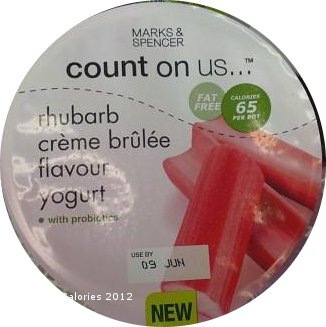 MARKS &
SPENCER
count on us...™
FAT
FREE
CALORIES
65
PER POT
rhubarb
crème brûlée
flavour
yogurt
• with probiotics
USE BY
09 JUN
alories 2012
NEW